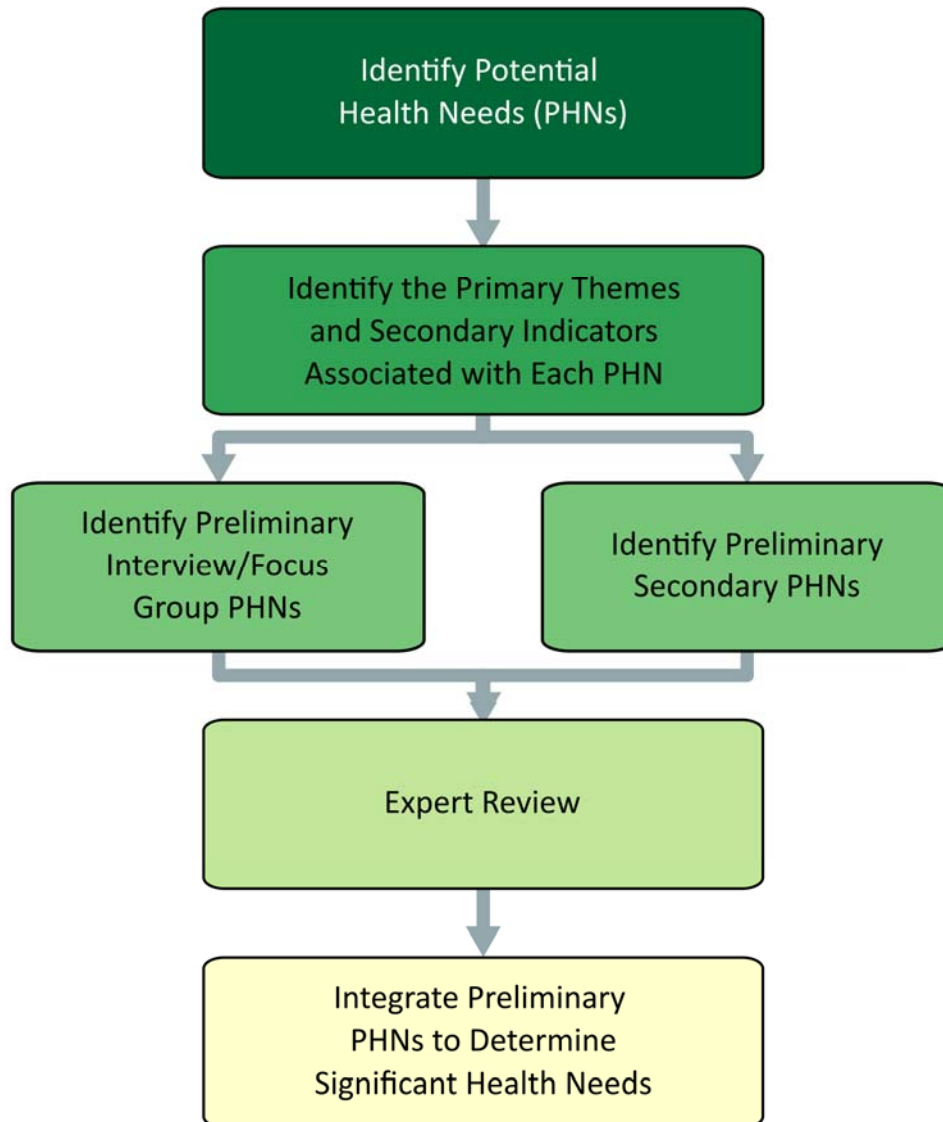 Identify Potential
Health Needs (PHNs)
Identify the Primary Themes
and Secondary Indicators
Associated with Each PHN
Identify Preliminary
Interview/Focus
Group PHNs
Identify Preliminary
Secondary PHNs
Expert Review
Integrate Preliminary
PHNs to Determine
Significant Health Needs